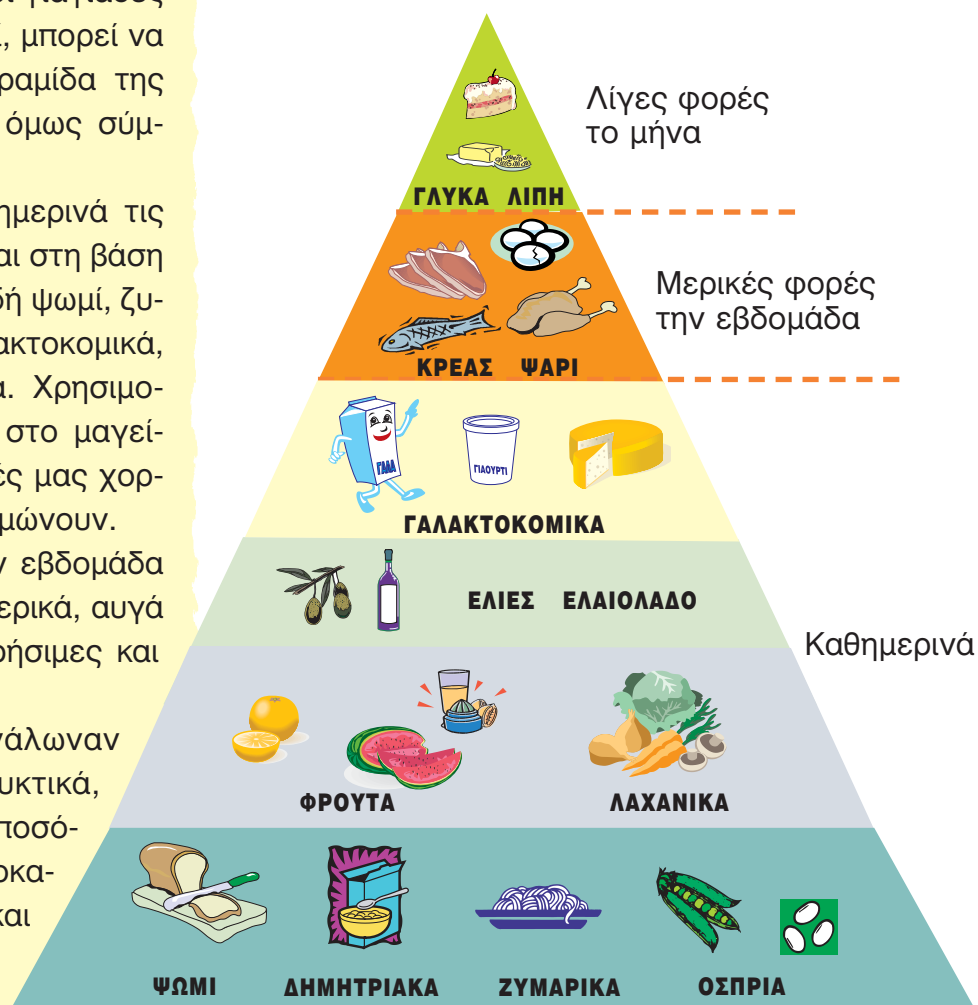 , μπορεί να
ραμίδα της
όμως σύμ-
ημερινά τις
αι στη βάση
δή ψωμί, ζυ-
ακτοκομικά,
α. Χρησιμο-
στο μαγεί-
ές μας χορ-
μώνουν.
ν εβδομάδα
ερικά, αυγά
ρήσιμες και
νάλωναν
υκτικά,
ποσό-
οκα-
και
Λίγες φορές
το μήνα
ΓΛΥΚΑ ΛΙΠΗ
Μερικές φορές
την εβδομάδα
ΚΡΕΑΣ ΨΑΡΙ
ΓΑΛΑ
ΓΙΑΟΥΡΤΙ
ΓΑΛΑΚΤΟΚΟΜΙΚΑ
ΕΛΙΕΣ ΕΛΑΙΟΛΑΔΟ
Καθημερινά
ΦΡΟΥΤΑ ΛΑΧΑΝΙΚΑ
ΨΩΜΙ ΔΗΜΗΤΡΙΑΚΑ ΖΥΜΑΡΙΚΑ ΟΣΠΡΙΑ